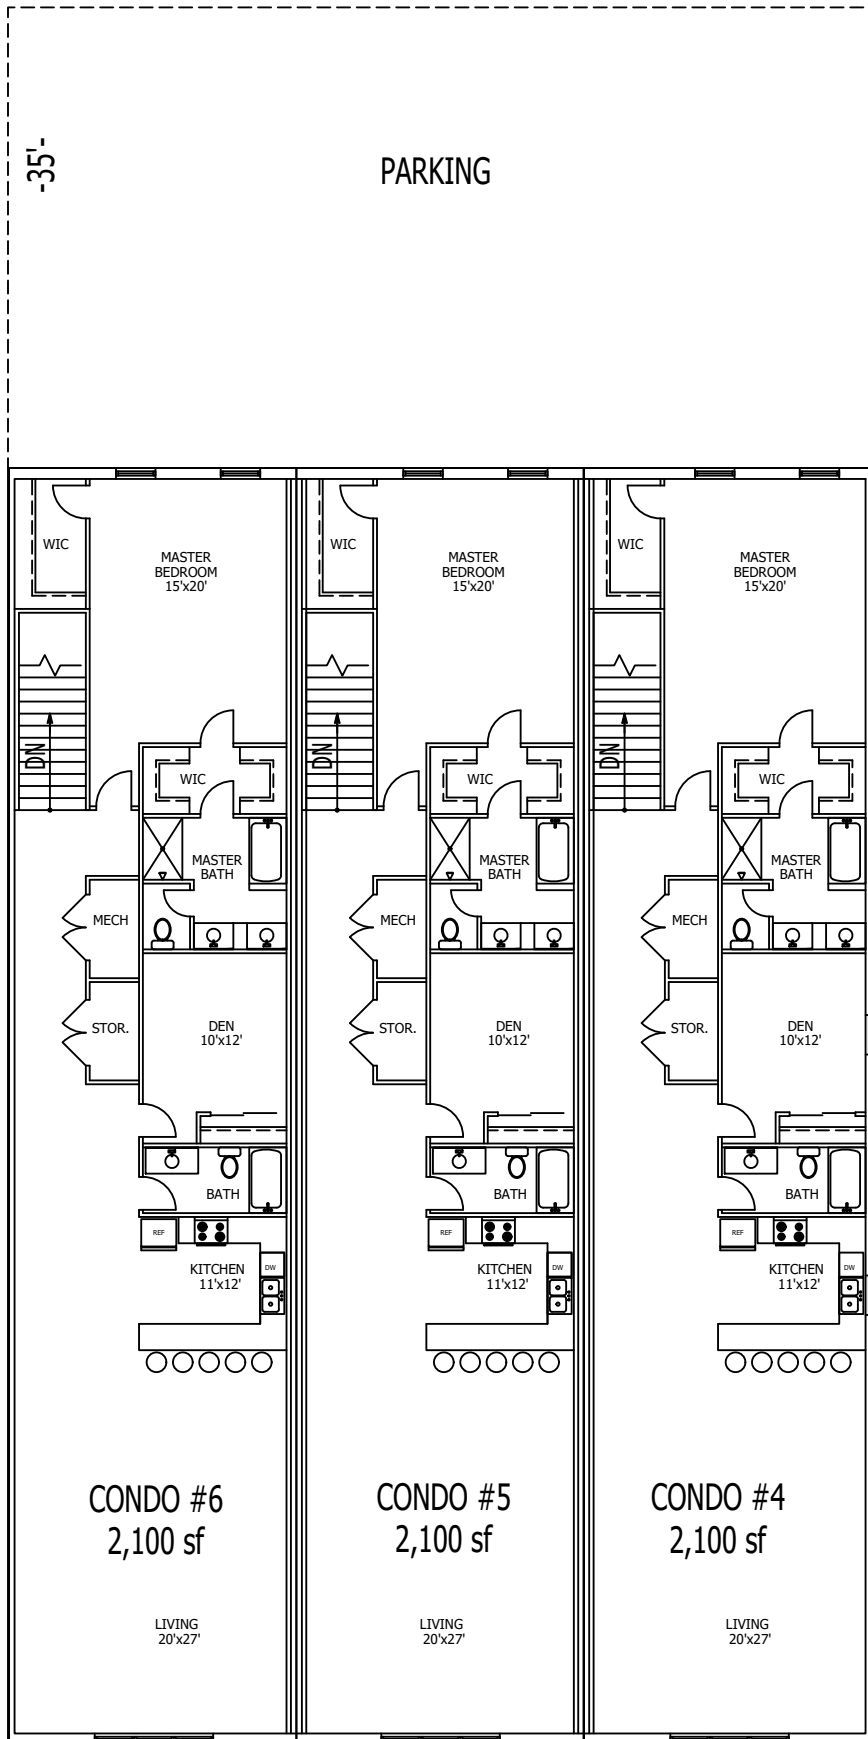 -35'-
PARKING
WIC
MASTER
BEDROOM
15'x20'
WIC
MASTER
BEDROOM
15'x20'
WIC
MASTER
BEDROOM
15'x20'
DN
DN
DN
WIC
WIC
WIC
MASTER
BATH
MASTER
BATH
MASTER
BATH
MECH
MECH
MECH
STOR.
DEN
10'x12'
STOR.
DEN
10'x12'
STOR.
DEN
10'x12'
BATH
BATH
BATH
REF
REF
REF
KITCHEN
11'x12'
DW
KITCHEN
11'x12'
DW
KITCHEN
11'x12'
DW
CONDO #6
2,100 sf
CONDO #5
2,100 sf
CONDO #4
2,100 sf
LIVING
20'x27'
LIVING
20'x27'
LIVING
20'x27'